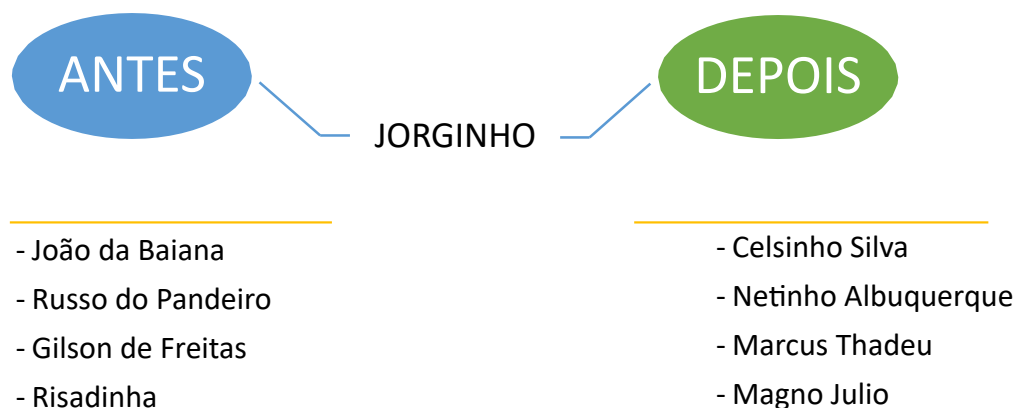 ANTES
DEPOIS
JORGINHO
- João da Baiana
- Russo do Pandeiro
- Gilson de Freitas
- Risadinha
- Celsinho Silva
- Netinho Albuquerque
- Marcus Thadeu
- Magno Julio